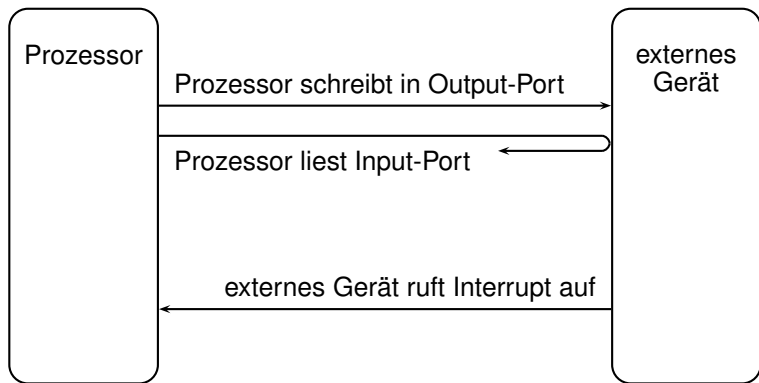 Prozessor
externes
Gerät
Prozessor schreibt in Output-Port
Prozessor liest Input-Port
externes Gerät ruft Interrupt auf